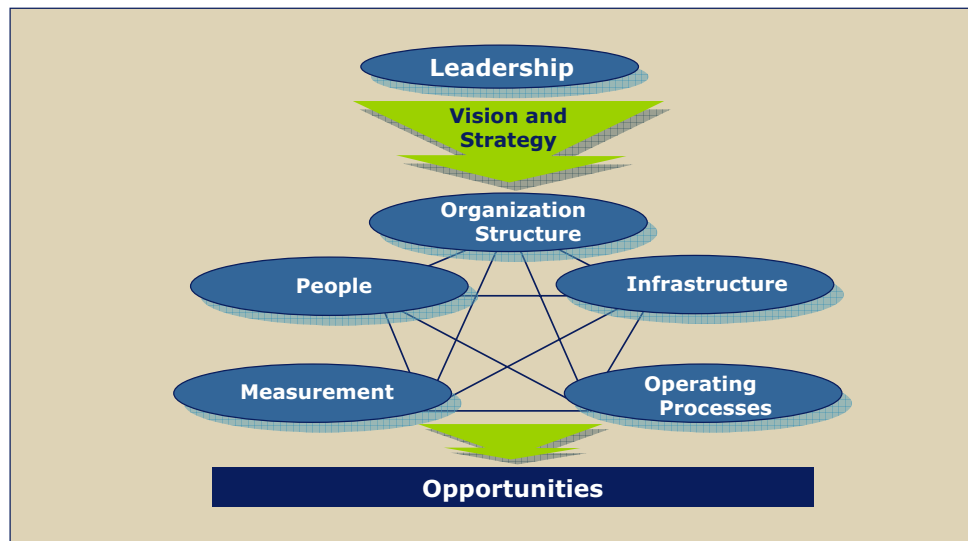 Leadership
Vision and
Strategy
Organization
Structure
People
Infrastructure
Measurement
Operating
Processes
Opportunities